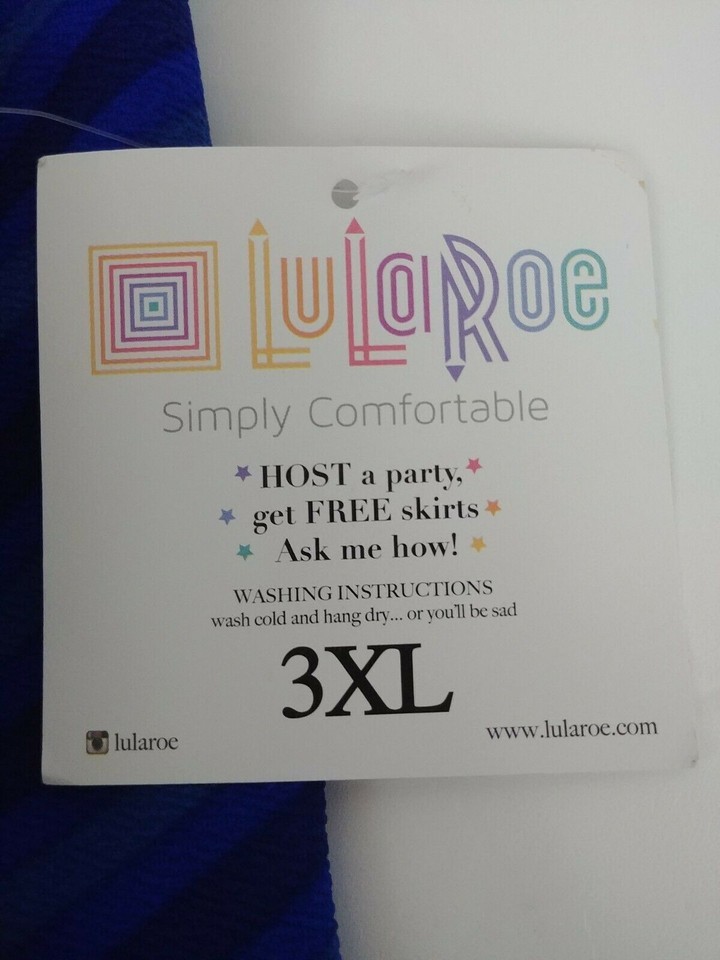 LuLaRoe
Simply Comfortable
HOST a party,
get FREE skirts
Ask me how!
WASHING INSTRUCTIONS
wash cold and hang dry... or you'll be sad
3XL
lularoe
www.lularoe.com